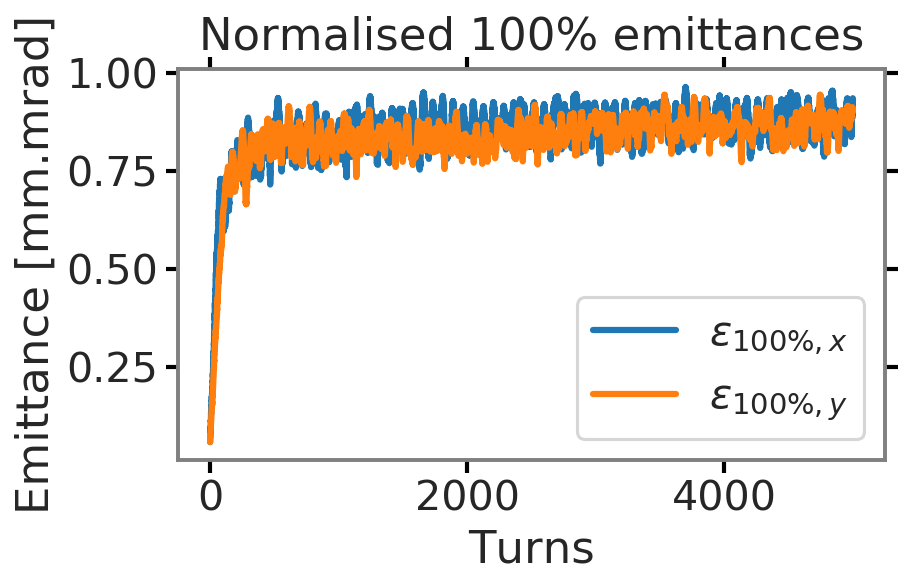 Normalised 100% emittances
Emittance [mm.mrad]
1.00
0.75
0.50
0.25
ε100%, x
ε100%, y
0 2000 4000
Turns